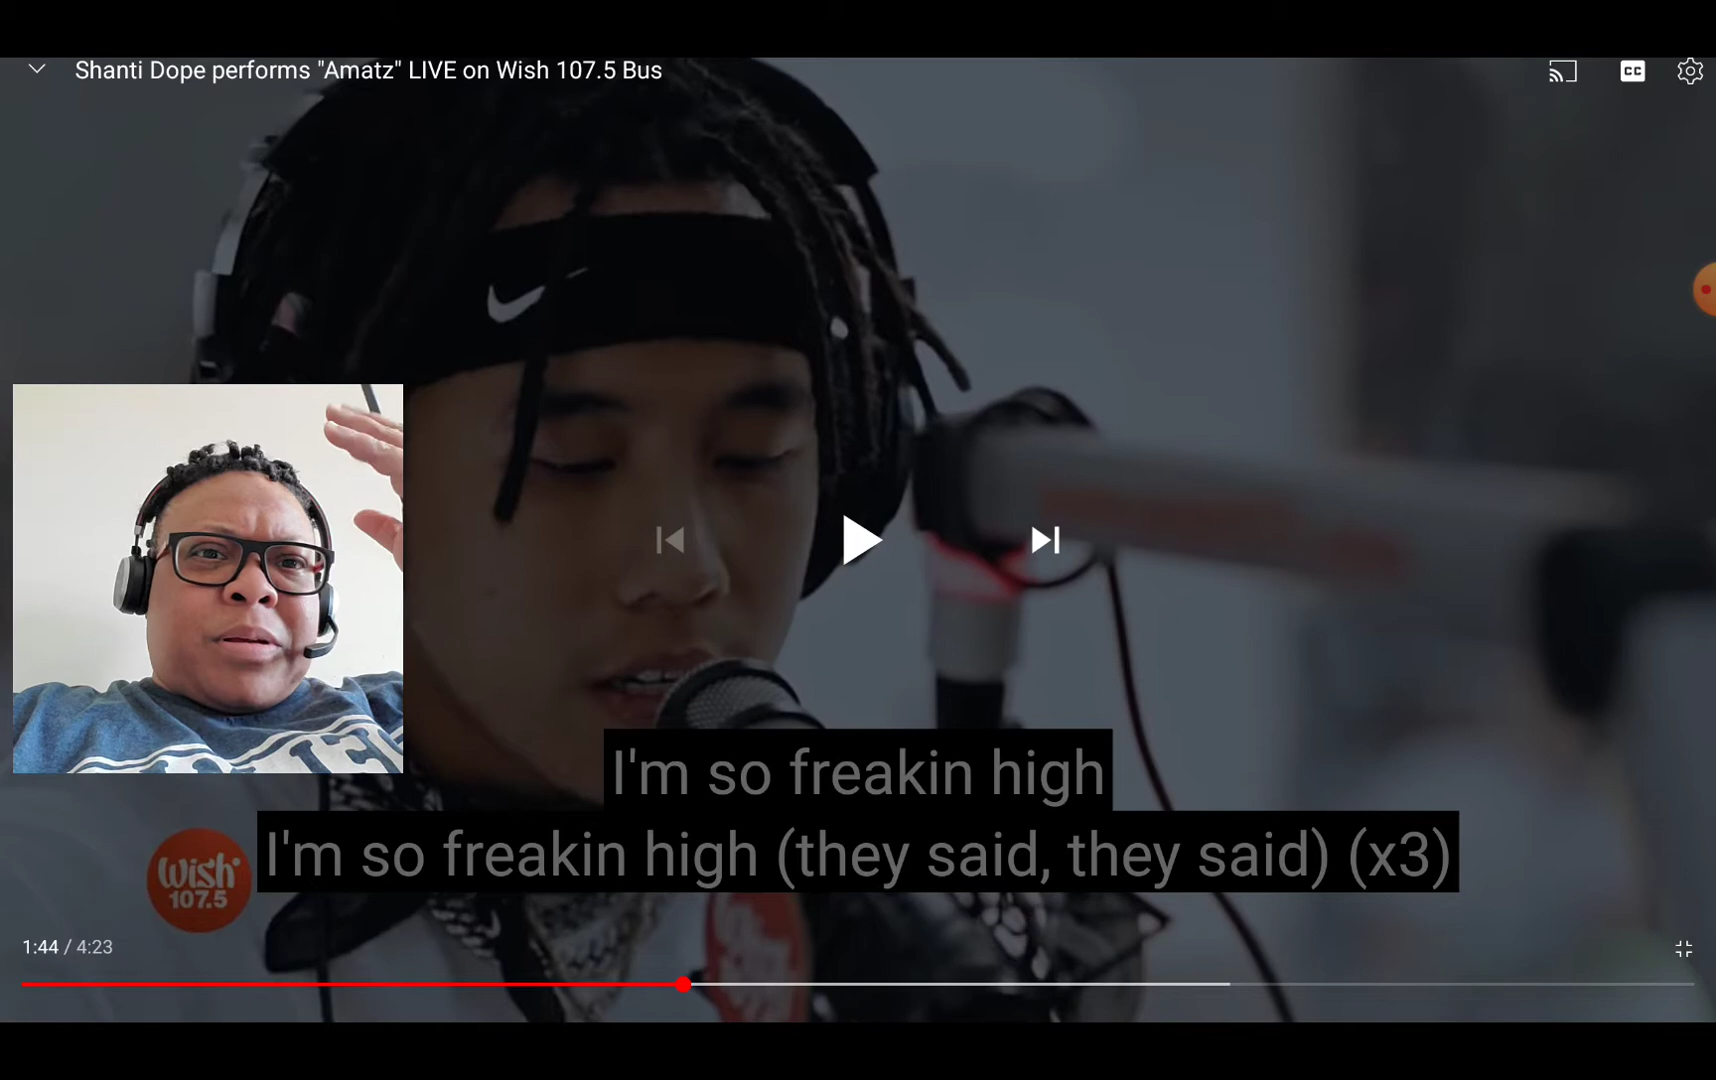 Shanti Dope performs "Amatz" LIVE on Wish 107.5 Bus
CC
I'm so freakin high
I'm so freakin high (they said, they said) (x3)
wish
107.5
1:44 / 4:23